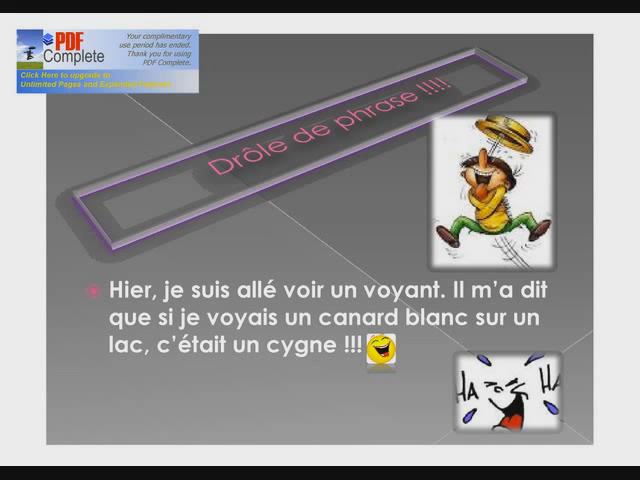 PDF
Complete
Your complimentary
use period has ended.
Thank you for using
PDF Complete.
Click Here to upgrade to
Unlimited Pages and Expanded Features
Drôle de phrase !!!!!
Hier, je suis allé voir un voyant. Il m’a dit
que si je voyais un canard blanc sur un
lac, c’était un cygne !!!
HA HA